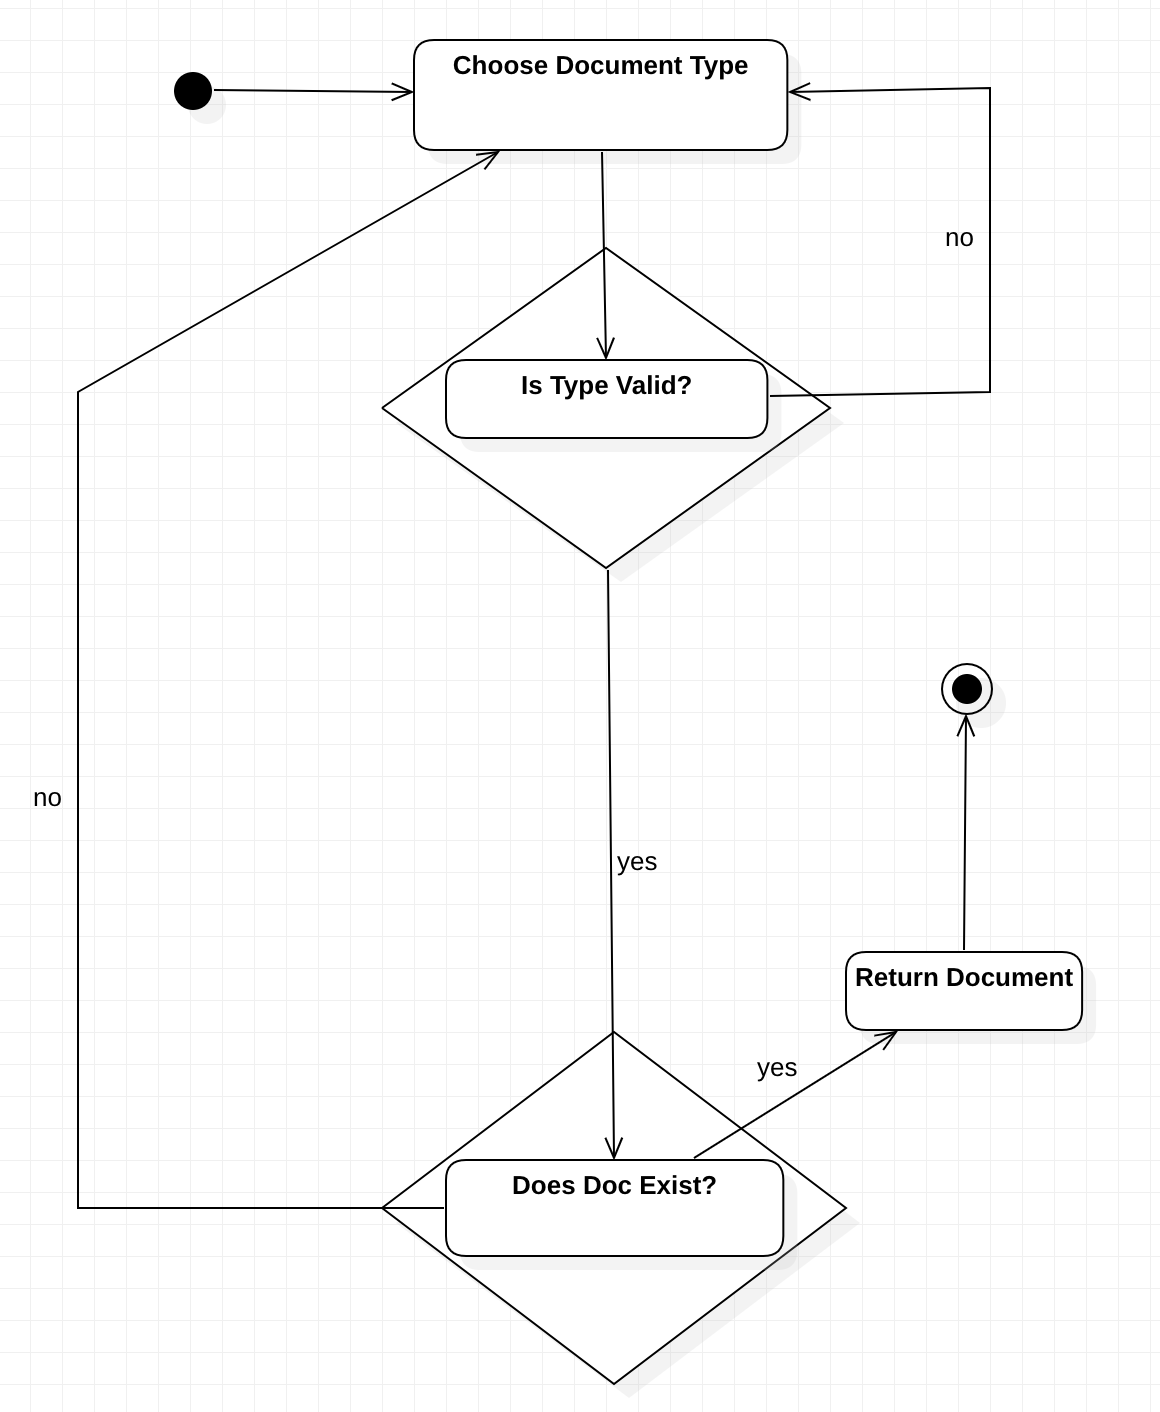 Choose Document Type
no
Is Type Valid?
no
yes
Return Document
yes
Does Doc Exist?